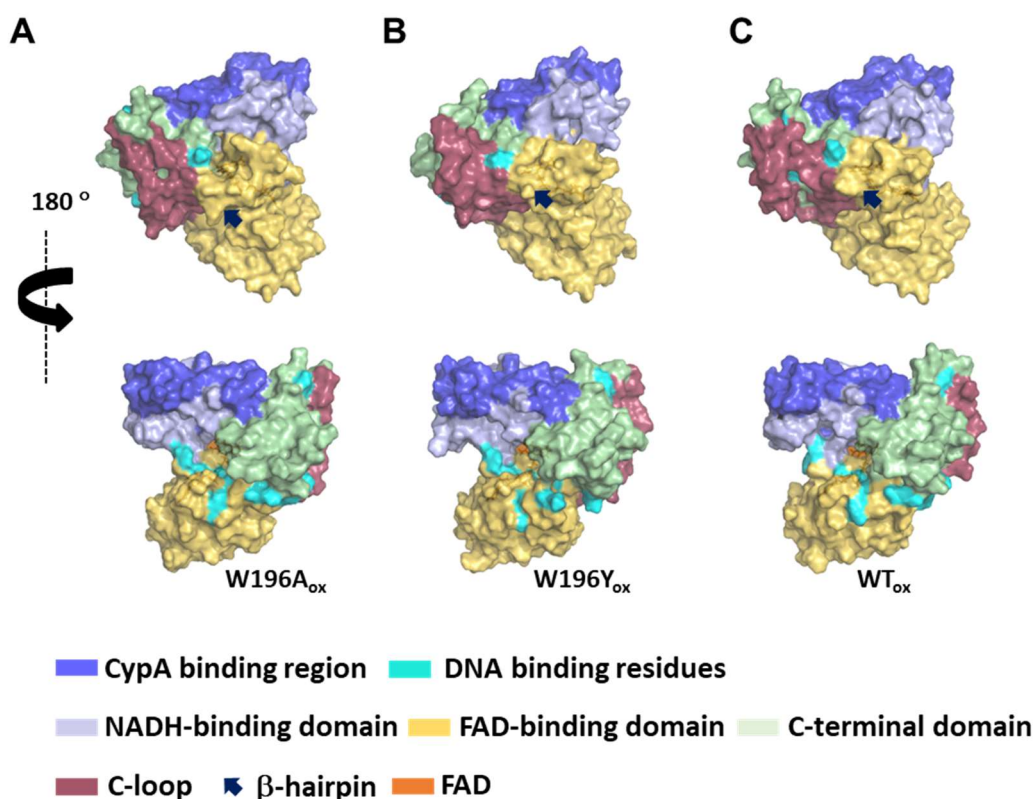 A B C
180 °
W196Aox W196Yox WTox
CypA binding region DNA binding residues
NADH-binding domain FAD-binding domain C-terminal domain
C-loop β-hairpin FAD